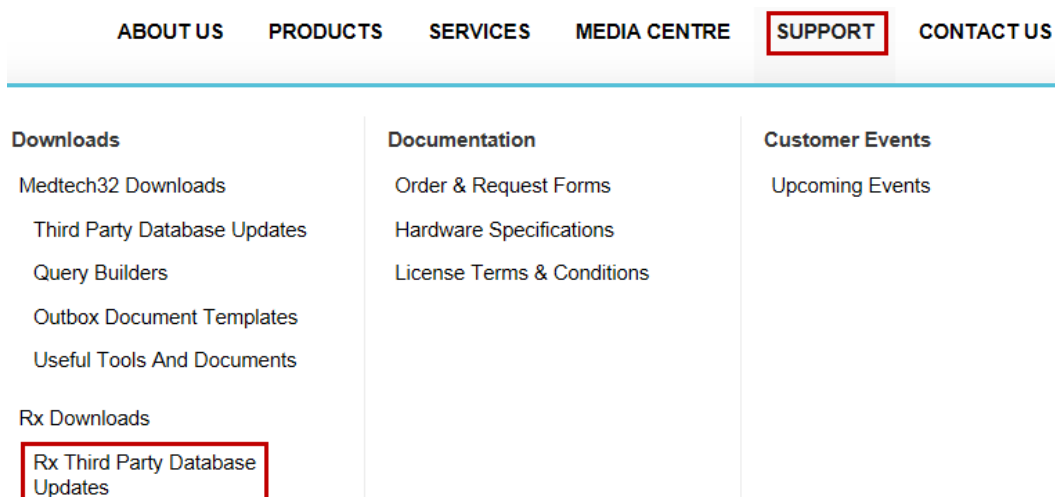 ABOUT US PRODUCTS SERVICES MEDIA CENTRE SUPPORT CONTACT US
Downloads
Medtech32 Downloads
Third Party Database Updates
Query Builders
Outbox Document Templates
Useful Tools And Documents
Rx Downloads
Rx Third Party Database
Updates
Documentation
Order & Request Forms
Hardware Specifications
License Terms & Conditions
Customer Events
Upcoming Events